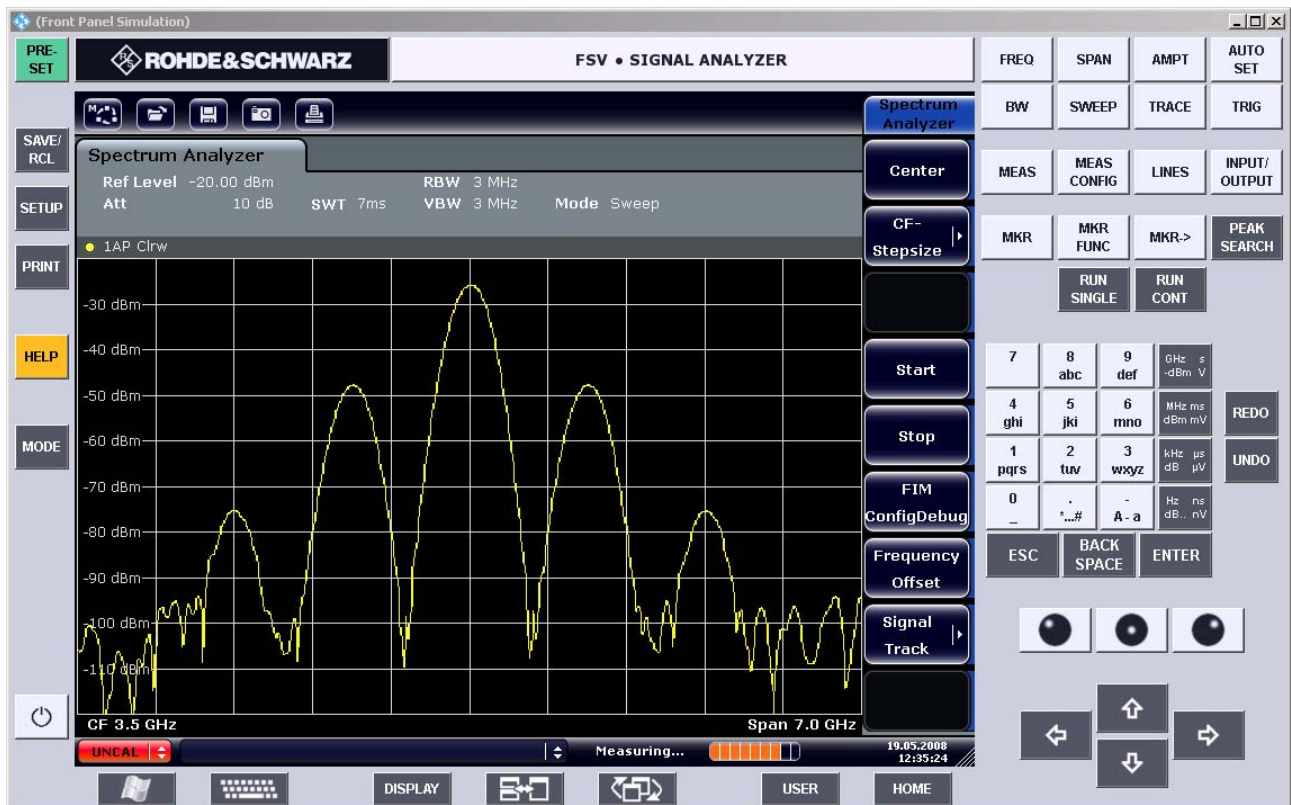 (Front Panel Simulation)
PRE-
SET
ROHDE&SCHWARZ
FSV • SIGNAL ANALYZER
FREQ
SPAN
AMPT
AUTO
SET
BW
SWEEP
TRACE
TRIG
SAVE/
RCL
SETUP
PRINT
HELP
MODE
Spectrum
Analyzer
Spectrum Analyzer
Ref Level -20.00 dBm
RBW 3 MHz
Att 10 dB SWT 7ms VBW 3 MHz Mode Sweep
1AP Clrw
-30 dBm
-40 dBm
-50 dBm
-60 dBm
-70 dBm
-80 dBm
-90 dBm
-100 dBm
-110 dBm
CF 3.5 GHz
Span 7.0 GHz
UNCAL
Measuring...
19.05.2008
12:35:24
Center
CF-
Stepsize
Start
Stop
FIM
ConfigDebug
Frequency
Offset
Signal
Track
MEAS
MEAS
CONFIG
LINES
INPUT/
OUTPUT
MKR
MKR
FUNC
MKR->
PEAK
SEARCH
RUN
SINGLE
RUN
CONT
7
8
abc
9
def
GHz s
-dBm V
4
ghi
5
jki
6
mno
MHz ms
dBm mV
REDO
1
pqrs
2
tuv
3
wxyz
kHz µs
dB µV
UNDO
0
_
.
*...#
-
A - a
Hz ns
dB.. nV
ESC
BACK
SPACE
ENTER
DISPLAY
USER
HOME